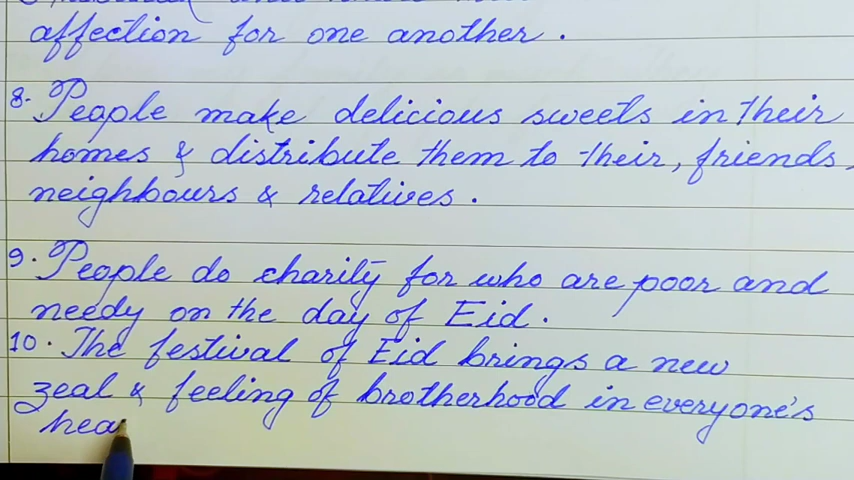 affection for one another.
8. People make delicious sweets in their
homes & distribute them to their, friends,
neighbours & relatives.
9. People do charity for who are poor and
needy on the day of Eid.
10. The festival of Eid brings a new
zeal & feeling of brotherhood in everyone's
hea